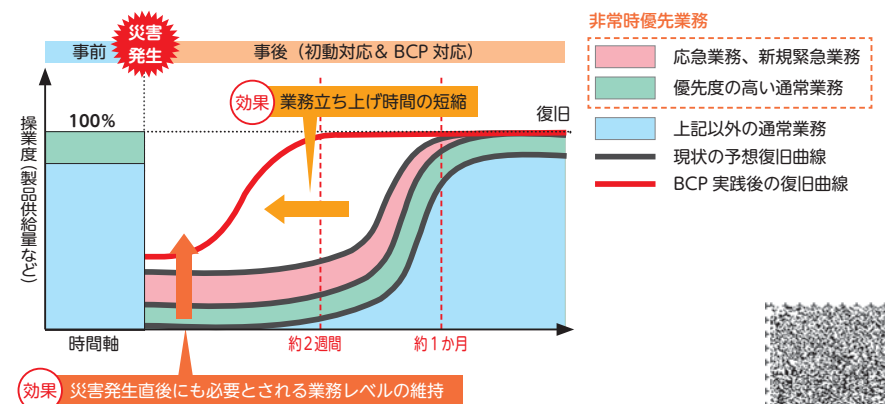 災害
発生
事前
事後（初動対応＆BCP対応）
非常時優先業務
応急業務、新規緊急業務
優先度の高い通常業務
上記以外の通常業務
現状の予想復旧曲線
BCP 実践後の復旧曲線
効果 業務立ち上げ時間の短縮
復旧
100%
操業度（製品供給量など）
時間軸
約2週間
約1か月
効果 災害発生直後にも必要とされる業務レベルの維持